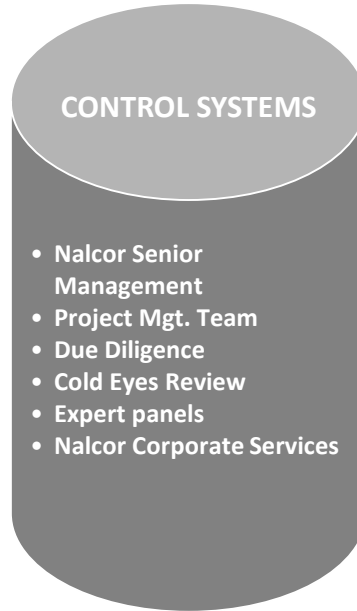 CONTROL SYSTEMS
• Nalcor Senior
Management
• Project Mgt. Team
• Due Diligence
• Cold Eyes Review
• Expert panels
• Nalcor Corporate Services